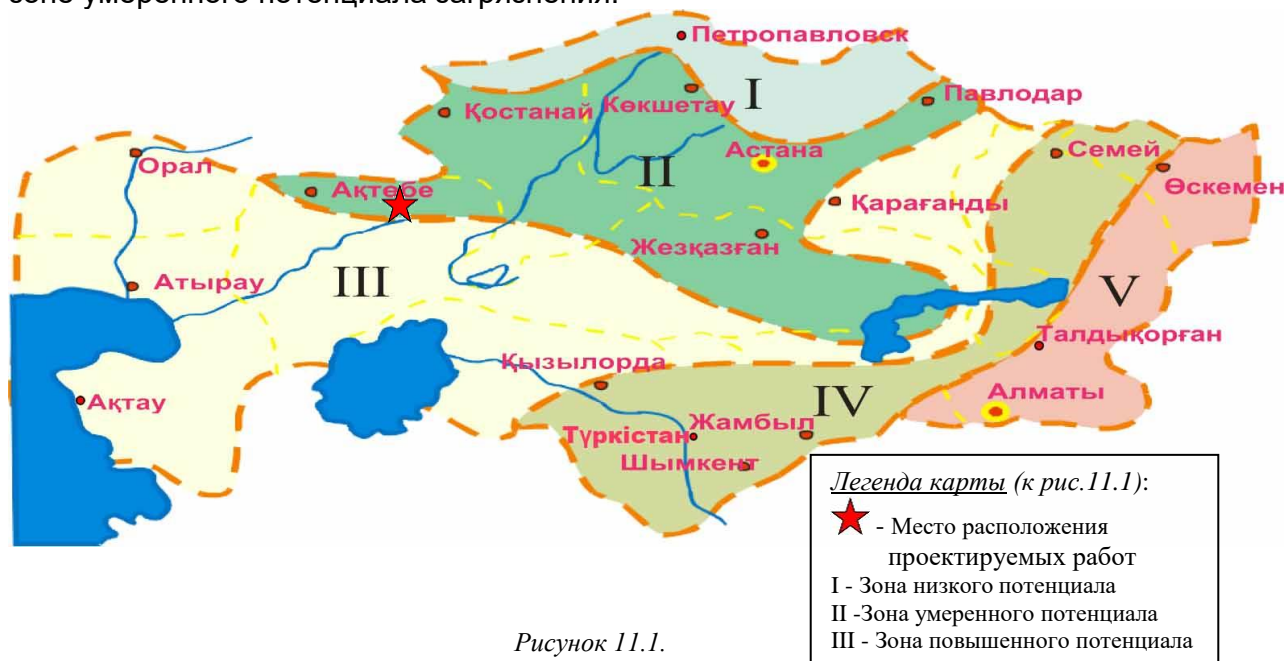 зоне умеренного потенциала загрязнения.
Петропавловск
I
Қостанай
Көкшетау
Павлодар
Орал
Астана
Семей
II
Ақтебе
Өскемен
Қарағанды
Жезқазған
Атырау
III
V
Талдықорған
Қызылорда
Ақтау
IV
Алматы
Жамбыл
Түркістан
Шымкент
Легенда карты (к рис.11.1):
- Место расположения
проектируемых работ
I - Зона низкого потенциала
II -Зона умеренного потенциала
III - Зона повышенного потенциала
Рисунок 11.1.